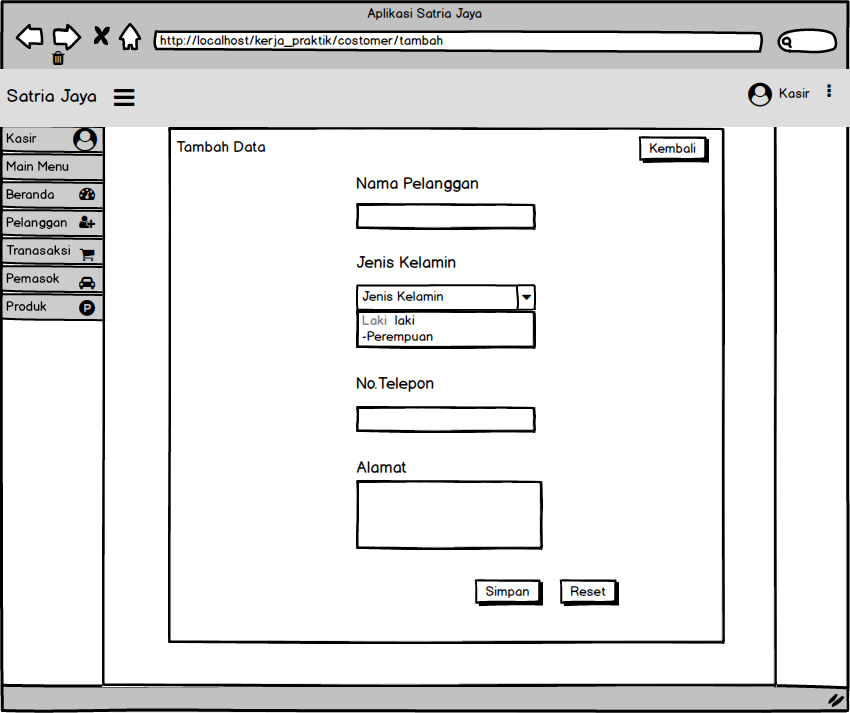 Aplikasi Satria Jaya
http://localhost/kerja_praktik/costomer/tambah
Satria Jaya
Kasir
Kasir
Main Menu
Beranda
Pelanggan
Tranasaksi
Pemasok
Produk
P
Tambah Data
Kembali
Nama Pelanggan
Jenis Kelamin
Jenis Kelamin
Laki laki
-Perempuan
No.Telepon
Alamat
Simpan
Reset